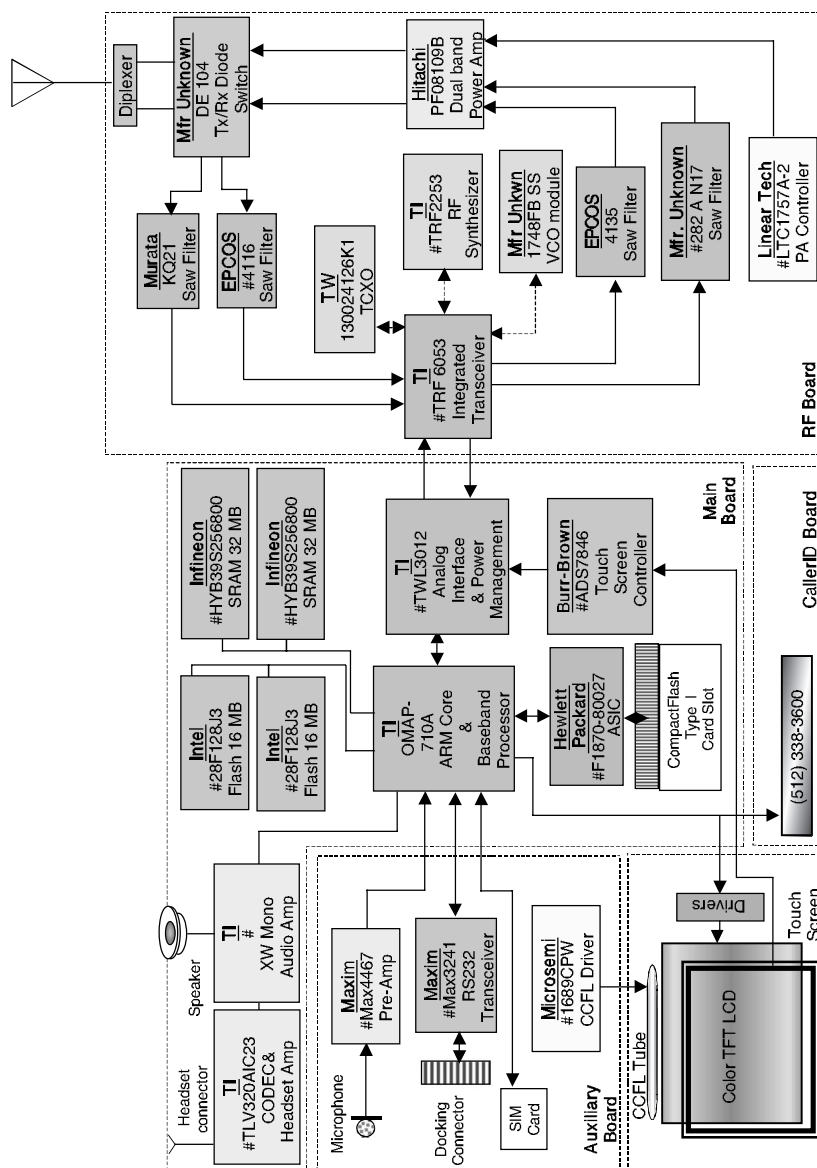 Headset
connector
Speaker
TI
#TLV320AIC23
CODEC&
Headset Amp
TI
#
XW Mono
Audio Amp
Intel
#28F128J3
Flash 16 MB
Intel
#28F128J3
Flash 16 MB
Infineon
#HYB39S256800
SRAM 32 MB
Infineon
#HYB39S256800
SRAM 32 MB
Microphone
Maxim
#Max4467
Pre-Amp
Docking
Connector
Maxim
#Max3241
RS232
Transceiver
SIM
Card
Auxiliary
Board
Microsemi
#1689CPW
CCFL Driver
TI
OMAP-
710A
ARM Core
&
Baseband
Processor
TI
#TWL3012
Analog
Interface
& Power
Management
Hewlett
Packard
#F1870-80027
ASIC
CompactFlash
Type I
Card Slot
Burr-Brown
#ADS7846
Touch
Screen
Controller
Main
Board
CCFL Tube
Color TFT LCD
Drivers
Touch
Screen
(512) 338-3600
CallerID Board
Diplexer
Mfr Unknown
DE 104
Tx/Rx Diode
Switch
Murata
KQ21
Saw Filter
EPCOS
#4116
Saw Filter
TW
130024126K1
TCXO
TI
#TRF 6053
Integrated
Transceiver
Hitachi
PF08109B
Dual band
Power Amp
TI
#TRF2253
RF
Synthesizer
Mfr Unkwn
1748FB SS
VCO module
EPCOS
4135
Saw Filter
Mfr. Unknown
#282 A N17
Saw Filter
Linear Tech
#LTC1757A-2
PA Controller
RF Board